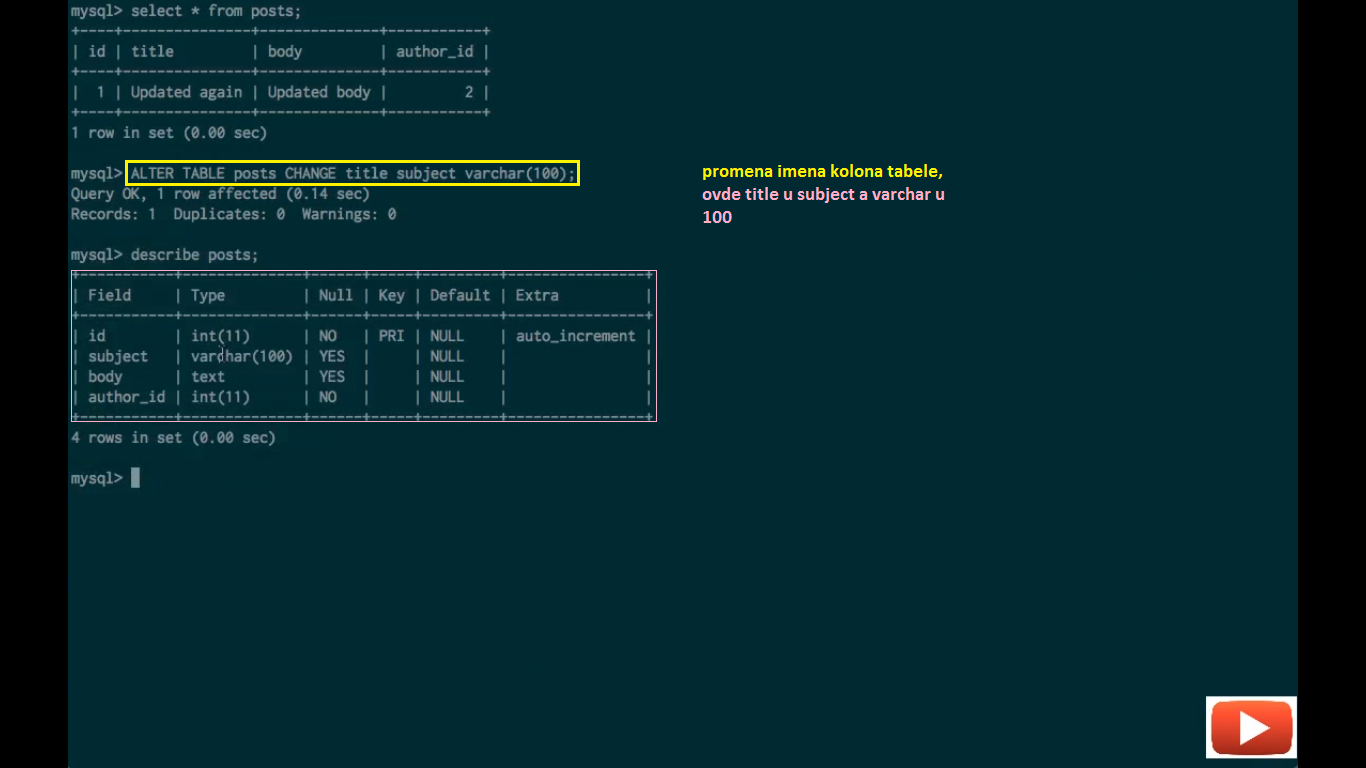 mysql> select * from posts;
+----+---------------+--------------+-----------+
| id | title         | body         | author_id |
+----+---------------+--------------+-----------+
|  1 | Updated again | Updated body |         2 |
+----+---------------+--------------+-----------+
1 row in set (0.00 sec)
mysql> ALTER TABLE posts CHANGE title subject varchar(100);
Query OK, 1 row affected (0.14 sec)
Records: 1  Duplicates: 0  Warnings: 0
promena imena kolona tabele,
ovde title u subject a varchar u
100
mysql> describe posts;
+-----------+--------------+------+-----+---------+----------------+
| Field     | Type         | Null | Key | Default | Extra          |
+-----------+--------------+------+-----+---------+----------------+
| id        | int(11)      | NO   | PRI | NULL    | auto_increment |
| subject   | varchar(100) | YES  |     | NULL    |                |
| body      | text         | YES  |     | NULL    |                |
| author_id | int(11)      | NO   |     | NULL    |                |
+-----------+--------------+------+-----+---------+----------------+
4 rows in set (0.00 sec)
mysql>